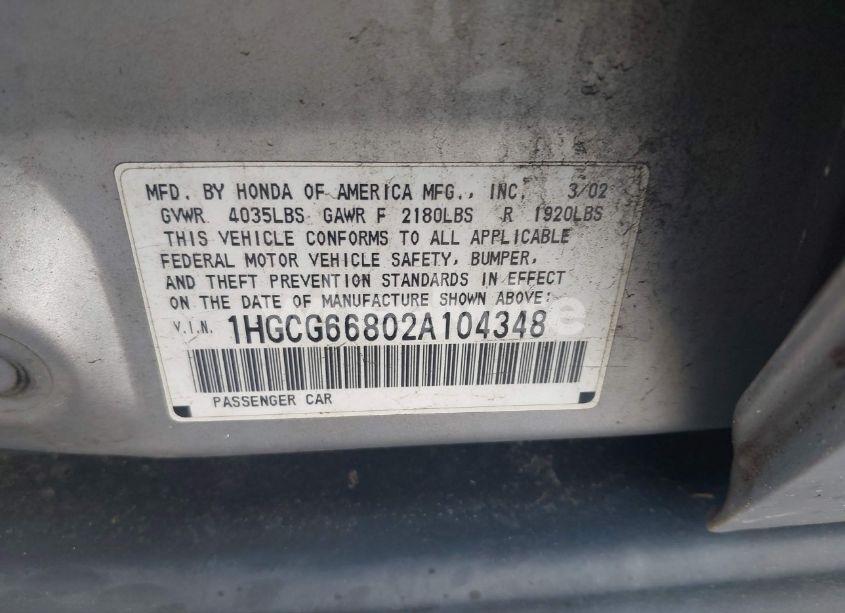 MFD. BY HONDA OF AMERICA MFG., INC. 3/02
GVWR 4035LBS GAWR F 2180LBS R 1920LBS
THIS VEHICLE CONFORMS TO ALL APPLICABLE
FEDERAL MOTOR VEHICLE SAFETY, BUMPER,
AND THEFT PREVENTION STANDARDS IN EFFECT
ON THE DATE OF MANUFACTURE SHOWN ABOVE:
V.I.N. 1HGCG66802A104348
PASSENGER CAR